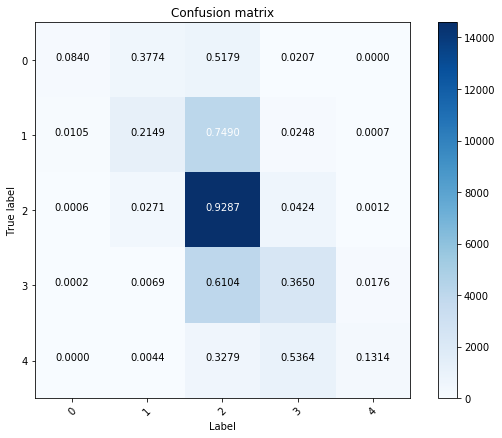 Confusion matrix
0 0.0840 0.3774 0.5179 0.0207 0.0000
1 0.0105 0.2149 0.7490 0.0248 0.0007
2 0.0006 0.0271 0.9287 0.0424 0.0012
3 0.0002 0.0069 0.6104 0.3650 0.0176
4 0.0000 0.0044 0.3279 0.5364 0.1314
True label
0 1 2 3 4
Label
14000
12000
10000
8000
6000
4000
2000
0